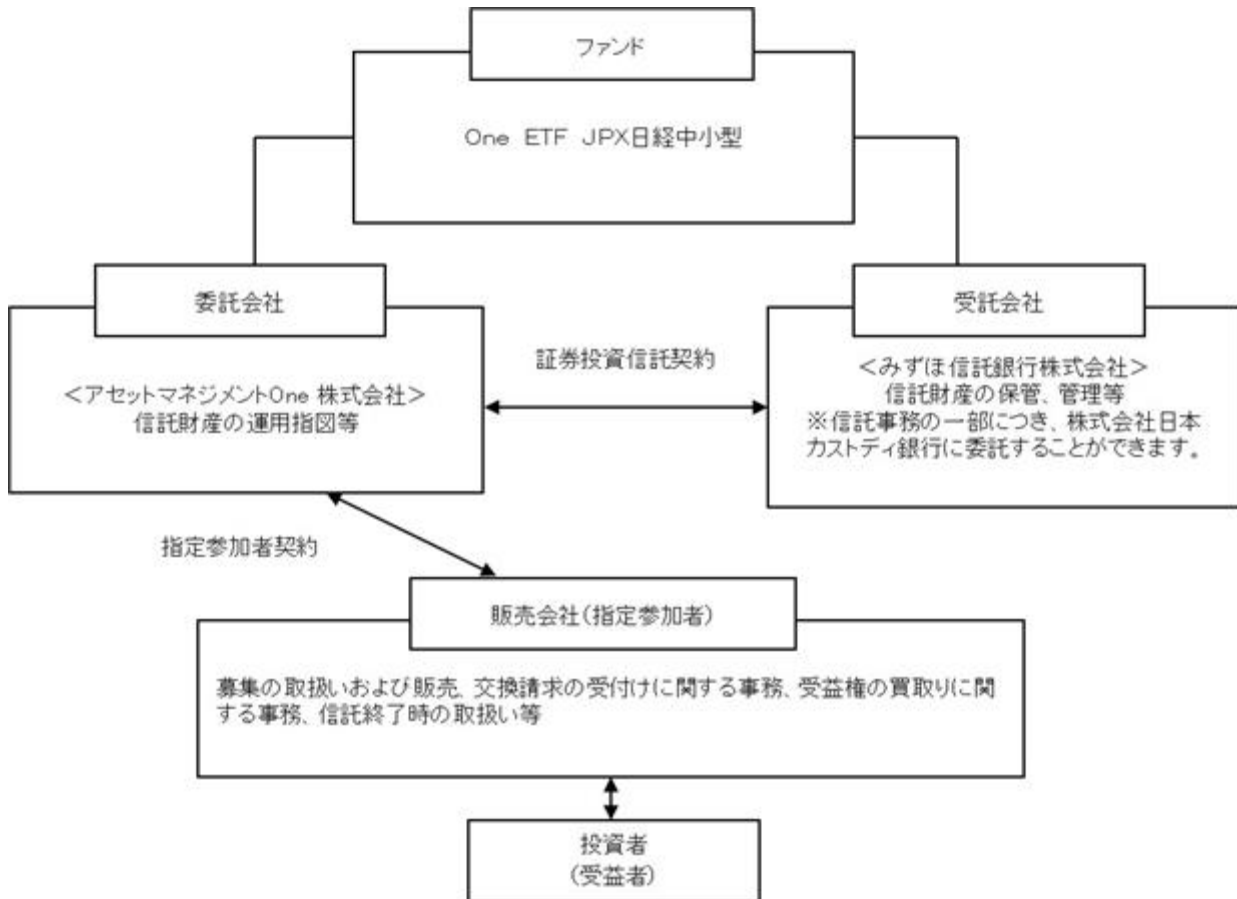 ファンド
One ETF JPX日経中小型
委託会社
<アセットマネジメントOne 株式会社>
信託財産の運用指図等
証券投資信託契約
受託会社
<みずほ信託銀行株式会社>
信託財産の保管、管理等
※信託事務の一部につき、株式会社日本
カストディ銀行に委託することができます。
指定参加者契約
販売会社(指定参加者)
募集の取扱いおよび販売、交換請求の受付けに関する事務、受益権の買取りに関
する事務、信託終了時の取扱い等
投資者
(受益者)